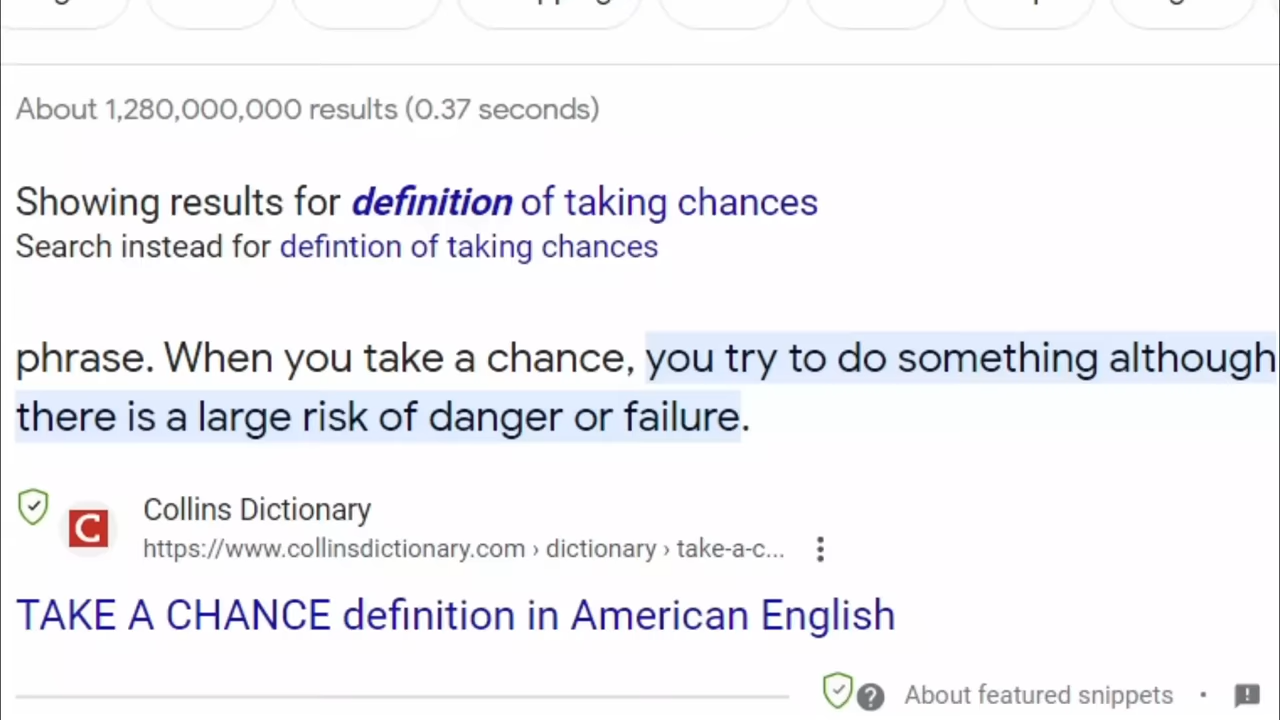 About 1,280,000,000 results (0.37 seconds)
Showing results for definition of taking chances
Search instead for defintion of taking chances
phrase. When you take a chance, you try to do something although
there is a large risk of danger or failure.
Collins Dictionary
https://www.collinsdictionary.com › dictionary › take-a-c...
TAKE A CHANCE definition in American English
About featured snippets